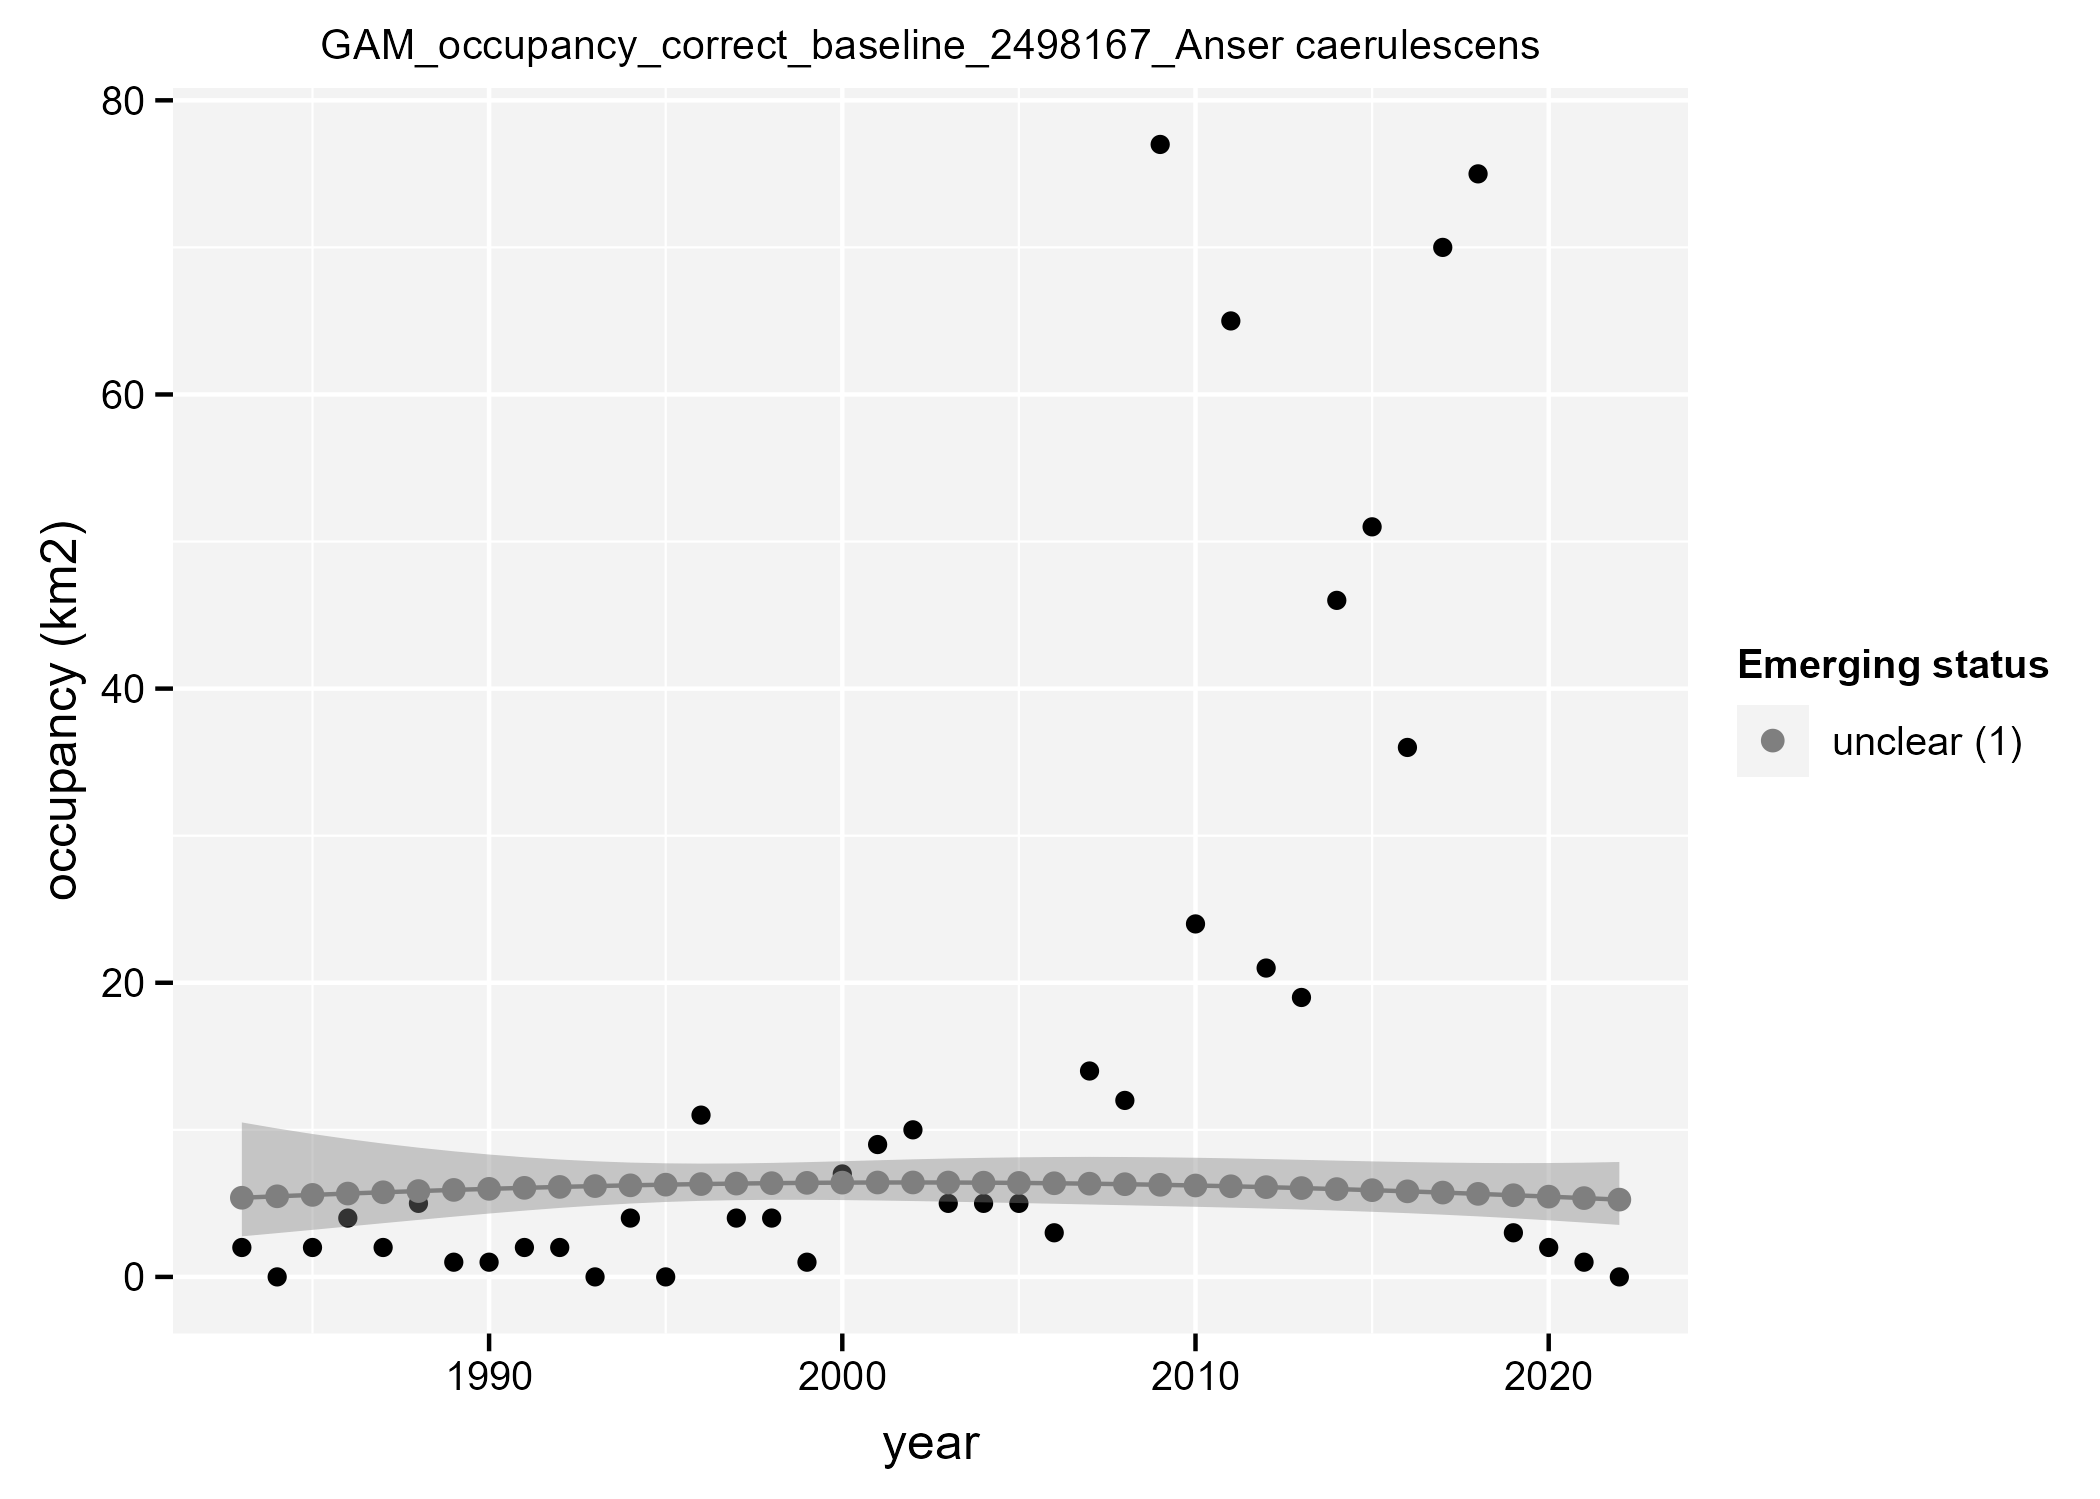 GAM_occupancy_correct_baseline_2498167_Anser caerulescens
80
60
40
20
0
occupancy (km2)
1990
2000
2010
2020
year
Emerging status
unclear (1)